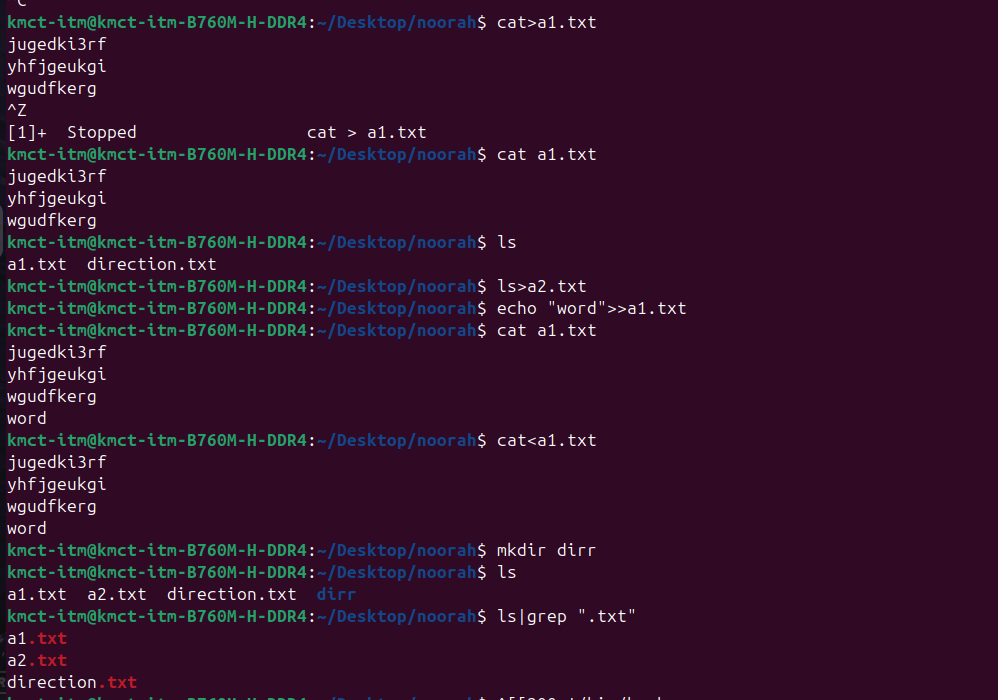 kmct-itm@kmct-itm-B760M-H-DDR4:~/Desktop/noorah$ cat>a1.txt
jugedki3rf
yhfjgeukgi
wgudfkerg
^Z
[1]+  Stopped                 cat > a1.txt
kmct-itm@kmct-itm-B760M-H-DDR4:~/Desktop/noorah$ cat a1.txt
jugedki3rf
yhfjgeukgi
wgudfkerg
kmct-itm@kmct-itm-B760M-H-DDR4:~/Desktop/noorah$ ls
a1.txt  direction.txt
kmct-itm@kmct-itm-B760M-H-DDR4:~/Desktop/noorah$ ls>a2.txt
kmct-itm@kmct-itm-B760M-H-DDR4:~/Desktop/noorah$ echo "word">>a1.txt
kmct-itm@kmct-itm-B760M-H-DDR4:~/Desktop/noorah$ cat a1.txt
jugedki3rf
yhfjgeukgi
wgudfkerg
word
kmct-itm@kmct-itm-B760M-H-DDR4:~/Desktop/noorah$ cat<a1.txt
jugedki3rf
yhfjgeukgi
wgudfkerg
word
kmct-itm@kmct-itm-B760M-H-DDR4:~/Desktop/noorah$ mkdir dirr
kmct-itm@kmct-itm-B760M-H-DDR4:~/Desktop/noorah$ ls
a1.txt  a2.txt  direction.txt  dirr
kmct-itm@kmct-itm-B760M-H-DDR4:~/Desktop/noorah$ ls|grep ".txt"
a1.txt
a2.txt
direction.txt